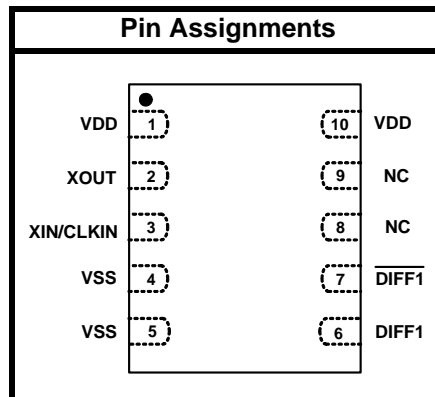 Pin Assignments
VDD 1 10 VDD
XOUT 2 9 NC
XIN/CLKIN 3 8 NC
VSS 4 7 DIFF1
VSS 5 6 DIFF1